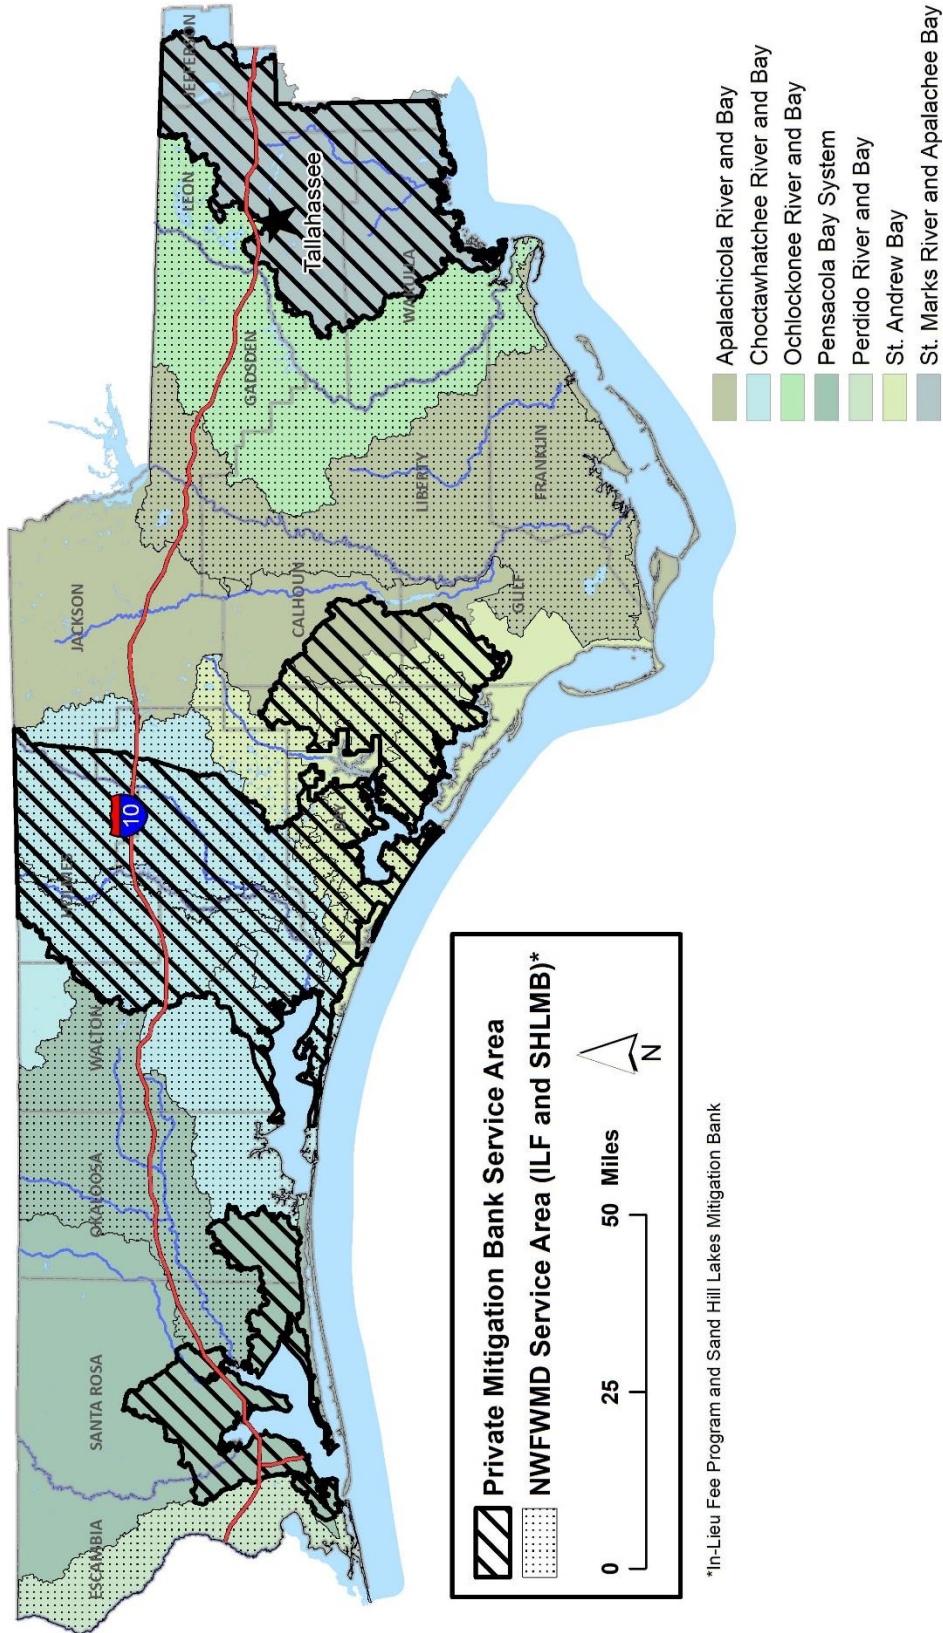 ESCAMBIA
SANTA ROSA
OKALOOSA
WALTON
HOLMES
JACKSON
10
BAY
CALHOUN
GULF
LIBERTY
FRANKLIN
GADSDEN
LEON
JEFFERSON
Tallahassee
WAKULLA
Private Mitigation Bank Service Area
NWFWMD Service Area (ILF and SHLMB)*
0 25 50 Miles
N
*In-Lieu Fee Program and Sand Hill Lakes Mitigation Bank
Apalachicola River and Bay
Choctawhatchee River and Bay
Ochlockonee River and Bay
Pensacola Bay System
Perdido River and Bay
St. Andrew Bay
St. Marks River and Apalachee Bay